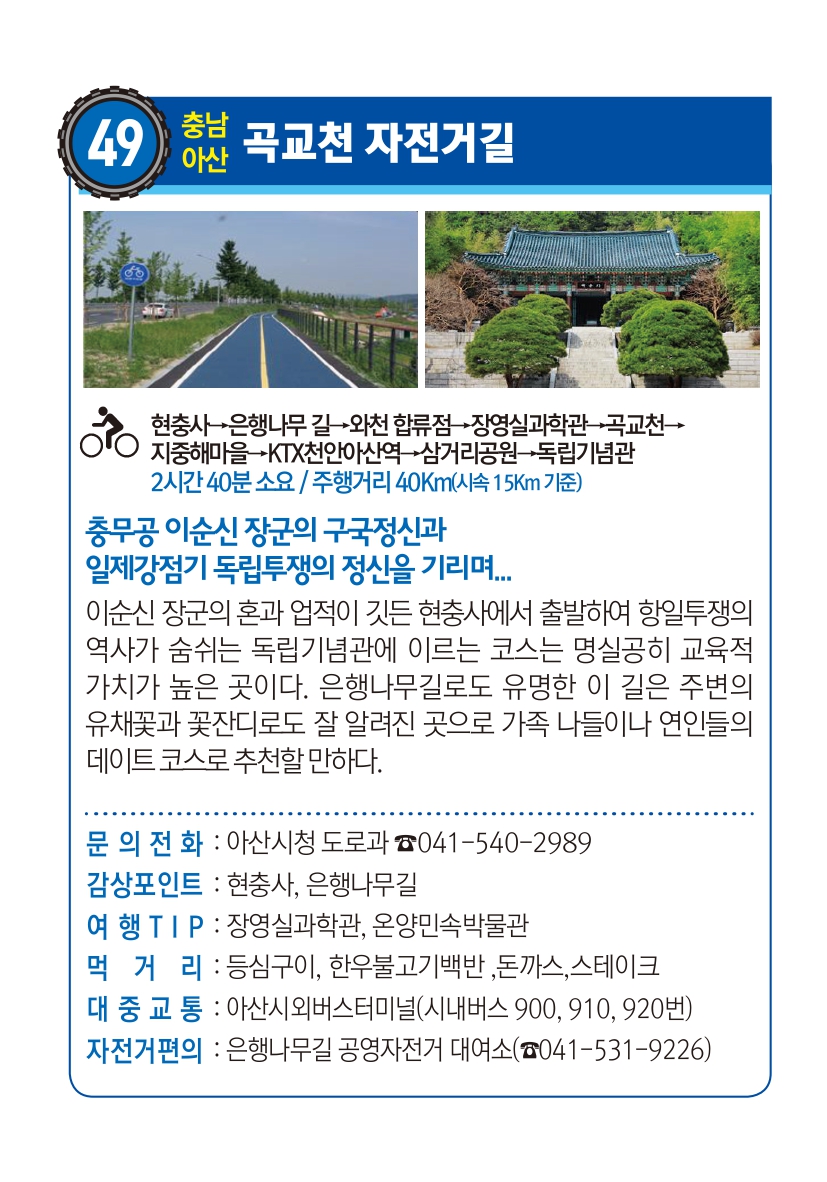 49
충남
아산
곡교천 자전거길
현충사→은행나무 길→와천 합류점→장영실과학관→곡교천→
지중해마을→KTX천안아산역→삼거리공원→독립기념관
2시간 40분 소요 / 주행거리 40Km(시속 15Km 기준)
충무공 이순신 장군의 구국정신과
일제강점기 독립투쟁의 정신을 기리며...
이순신 장군의 혼과 업적이 깃든 현충사에서 출발하여 항일투쟁의
역사가 숨쉬는 독립기념관에 이르는 코스는 명실공히 교육적
가치가 높은 곳이다. 은행나무길로도 유명한 이 길은 주변의
유채꽃과 꽃잔디로도 잘 알려진 곳으로 가족 나들이나 연인들의
데이트 코스로 추천할 만하다.
문 의 전 화 : 아산시청 도로과 ☎041-540-2989
감상포인트 : 현충사, 은행나무길
여 행 T I P : 장영실과학관, 온양민속박물관
먹 거 리 : 등심구이, 한우불고기백반 ,돈까스,스테이크
대 중 교 통 : 아산시외버스터미널(시내버스 900, 910, 920번)
자전거편의 : 은행나무길 공영자전거 대여소(☎041-531-9226)